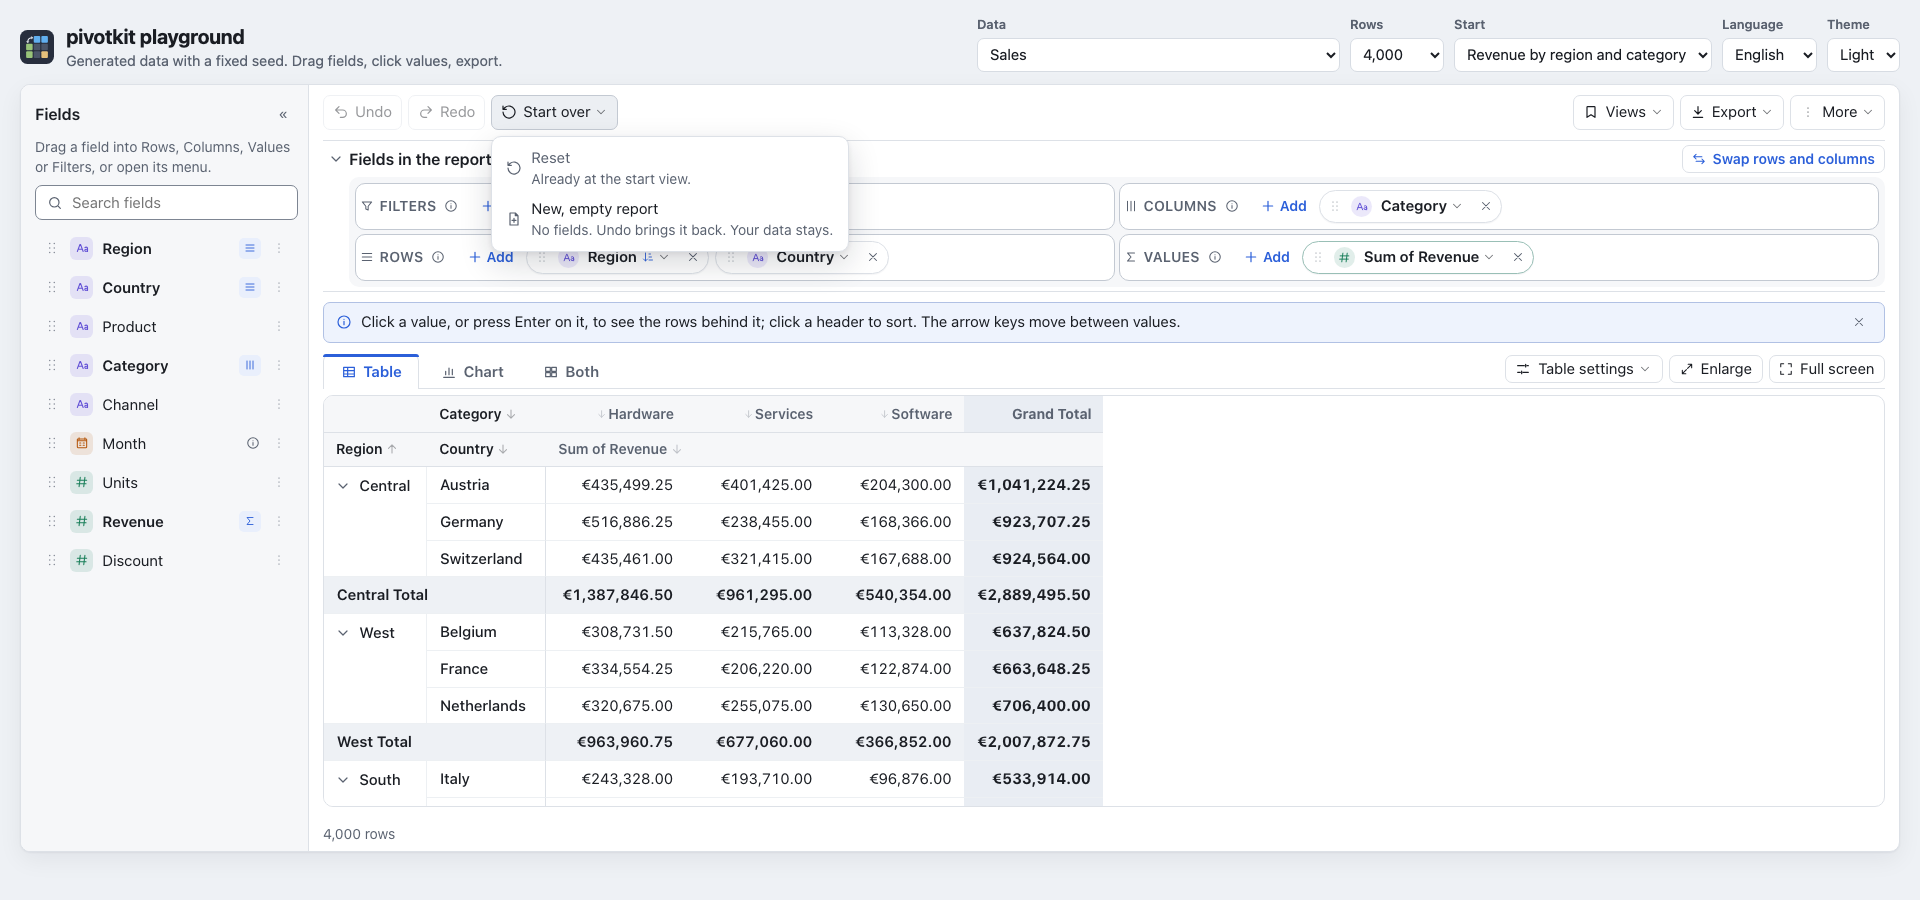 pivotkit playground
Generated data with a fixed seed. Drag fields, click values, export.
Data
Sales
Rows
4,000
Start
Revenue by region and category
Language
English
Theme
Light
Fields
«
Drag a field into Rows, Columns, Values
or Filters, or open its menu.
Search fields
Aa Region
Aa Country
Aa Product
Aa Category
Aa Channel
Month
# Units
# Revenue Σ
# Discount
Undo
Redo
Start over
Views
Export
More
Reset
Already at the start view.
New, empty report
No fields. Undo brings it back. Your data stays.
Fields in the report
Swap rows and columns
FILTERS +
COLUMNS + Add Aa Category
ROWS + Add Aa Region Aa Country
Σ VALUES + Add # Sum of Revenue
Click a value, or press Enter on it, to see the rows behind it; click a header to sort. The arrow keys move between values.
Table
Chart
Both
Table settings
Enlarge
Full screen
Category ↓ ↓ Hardware ↓ Services ↓ Software Grand Total
Region ↑ Country ↓ Sum of Revenue ↓
Central Austria €435,499.25 €401,425.00 €204,300.00 €1,041,224.25
Germany €516,886.25 €238,455.00 €168,366.00 €923,707.25
Switzerland €435,461.00 €321,415.00 €167,688.00 €924,564.00
Central Total €1,387,846.50 €961,295.00 €540,354.00 €2,889,495.50
West Belgium €308,731.50 €215,765.00 €113,328.00 €637,824.50
France €334,554.25 €206,220.00 €122,874.00 €663,648.25
Netherlands €320,675.00 €255,075.00 €130,650.00 €706,400.00
West Total €963,960.75 €677,060.00 €366,852.00 €2,007,872.75
South Italy €243,328.00 €193,710.00 €96,876.00 €533,914.00
4,000 rows